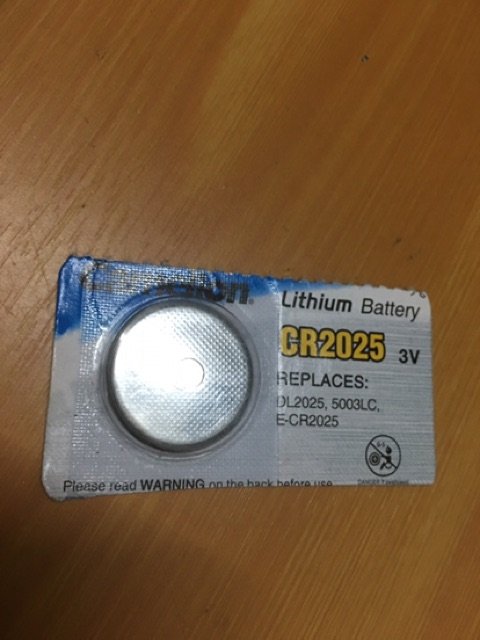 Lithium Battery
CR2025 3V
REPLACES:
DL2025, 5003LC,
E-CR2025
Please read WARNING on the back before use